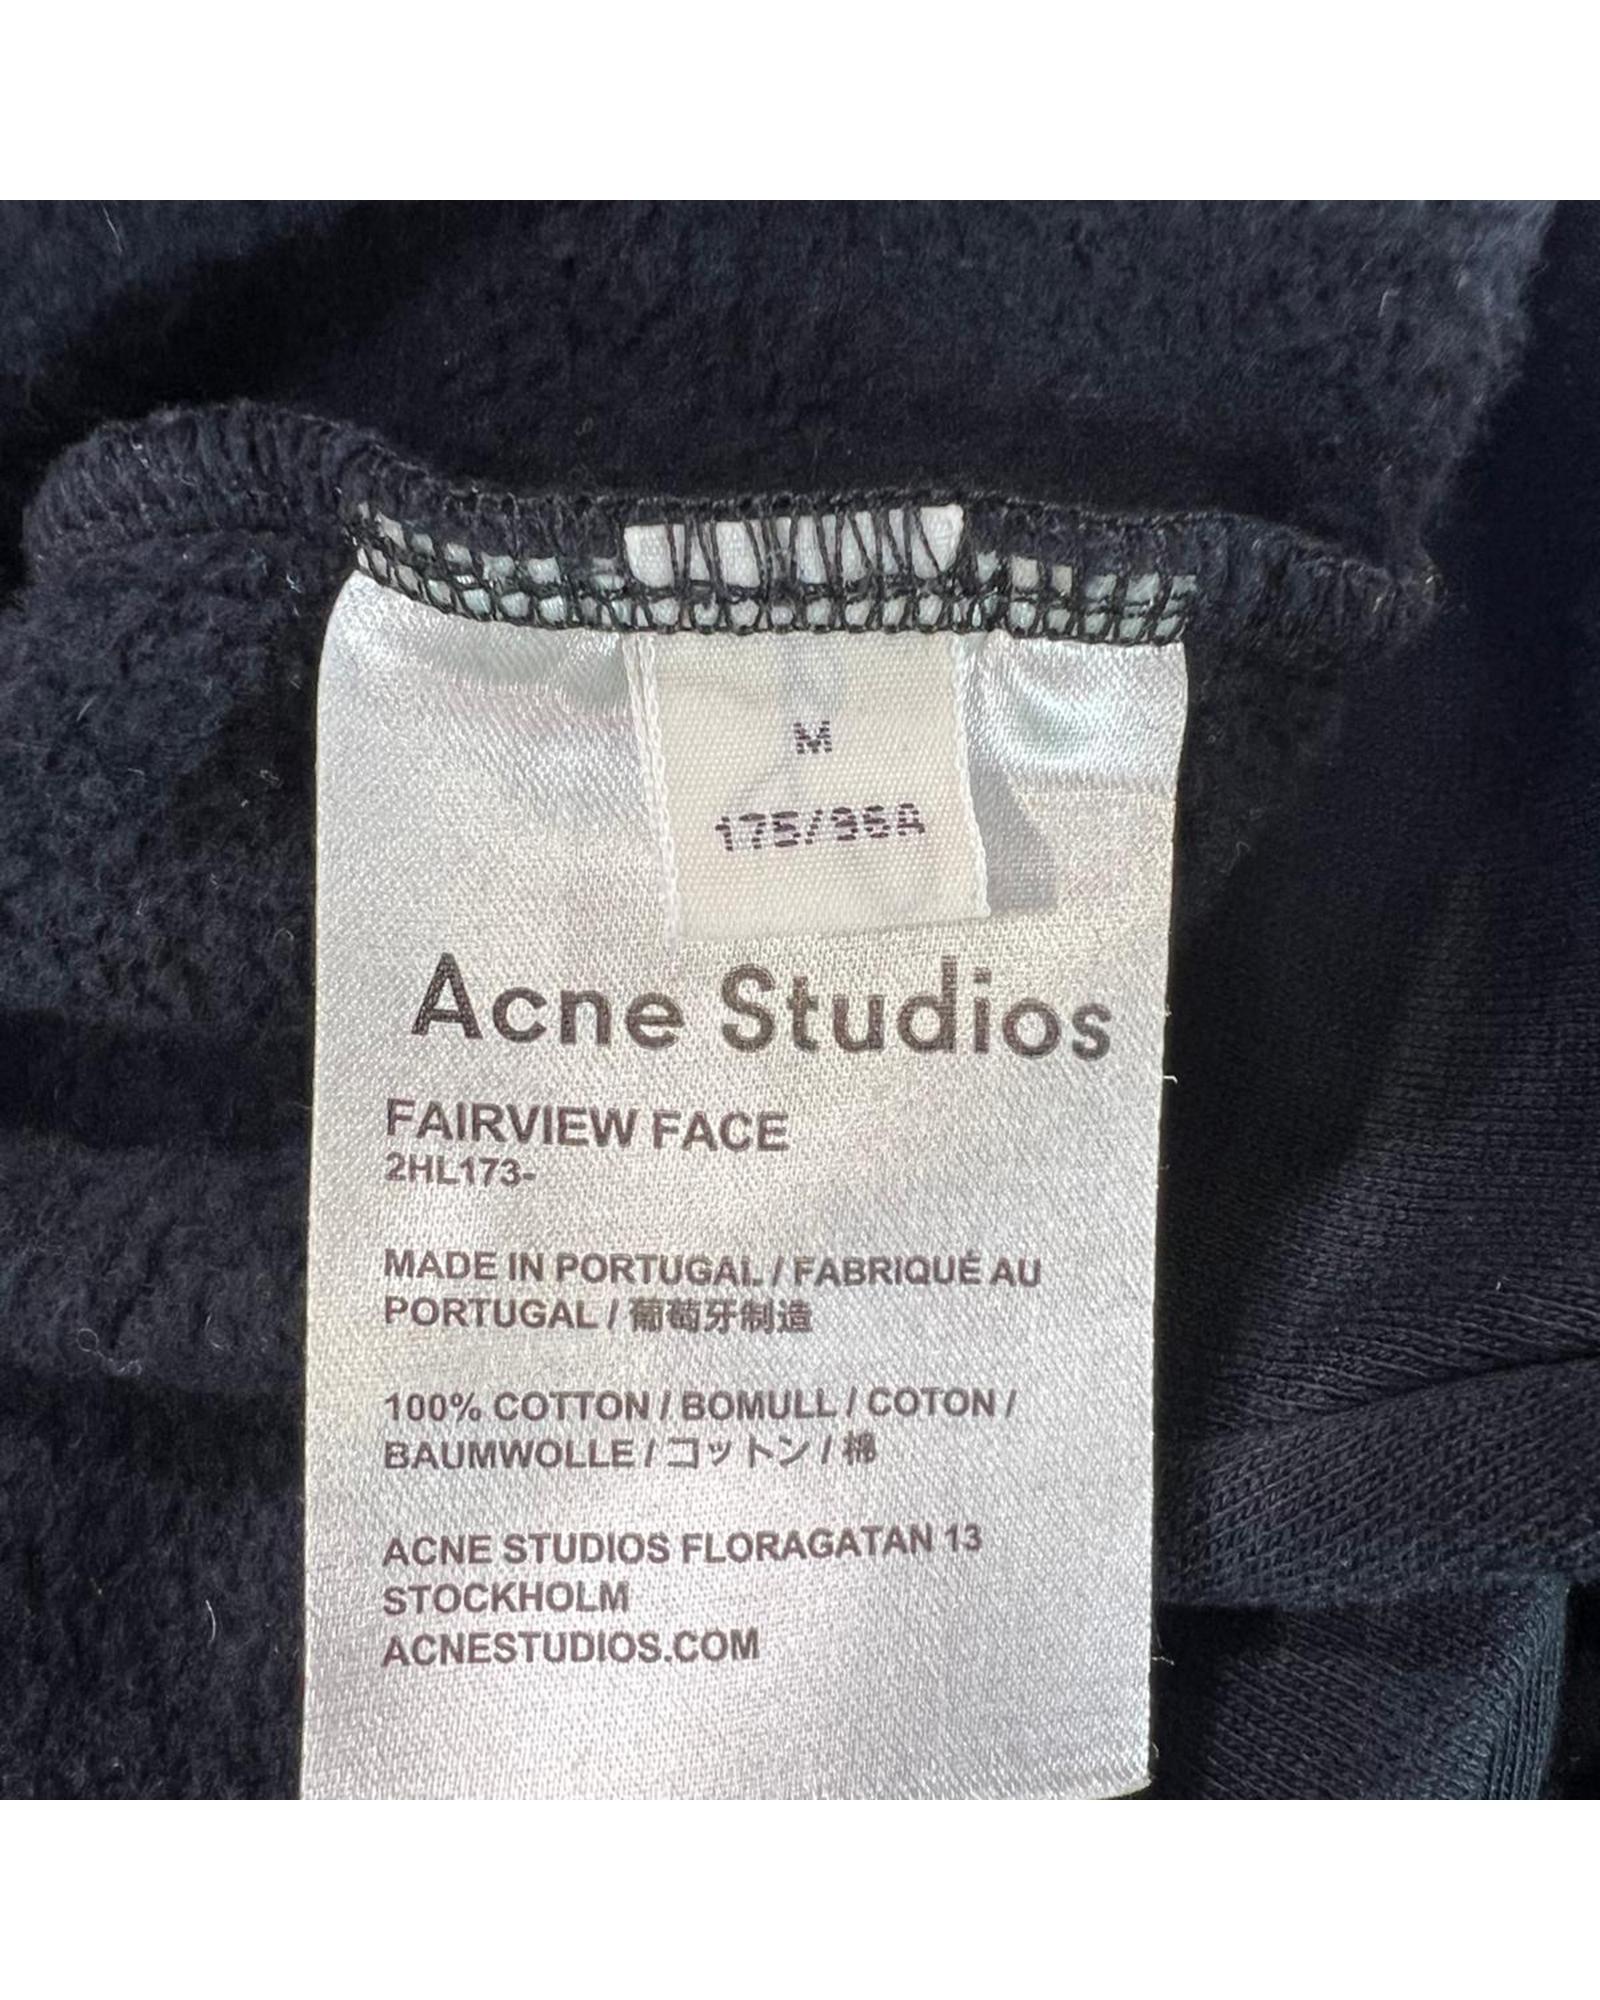 M
175/96A
Acne Studios
FAIRVIEW FACE
2HL173-
MADE IN PORTUGAL / FABRIQUÉ AU
PORTUGAL / 葡萄牙制造
100% COTTON / BOMULL / COTON /
BAUMWOLLE / コットン / 棉
ACNE STUDIOS FLORAGATAN 13
STOCKHOLM
ACNESTUDIOS.COM